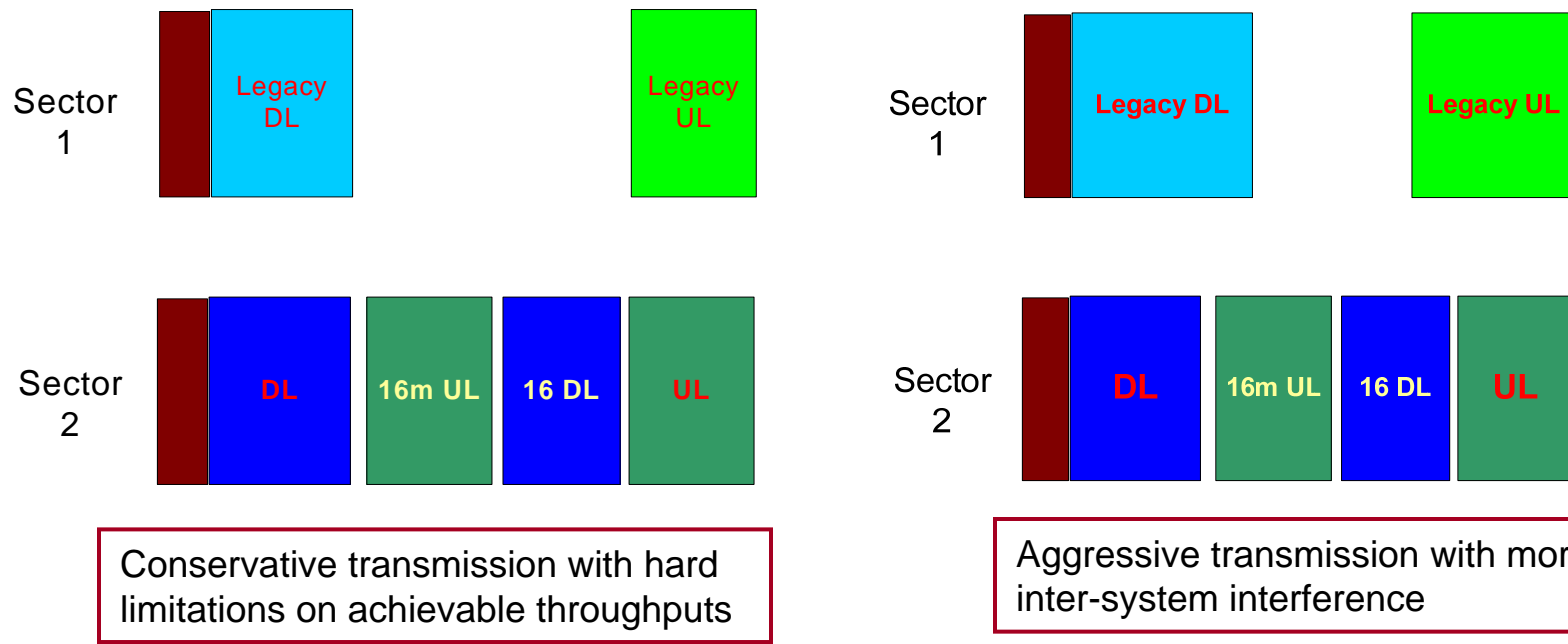 Sector
1
Legacy
DL
Legacy
UL
Sector
2
DL
16m UL
16 DL
UL
Conservative transmission with hard
limitations on achievable throughputs
Sector
1
Legacy DL
Legacy UL
Sector
2
DL
16m UL
16 DL
UL
Aggressive transmission with
inter-system interference